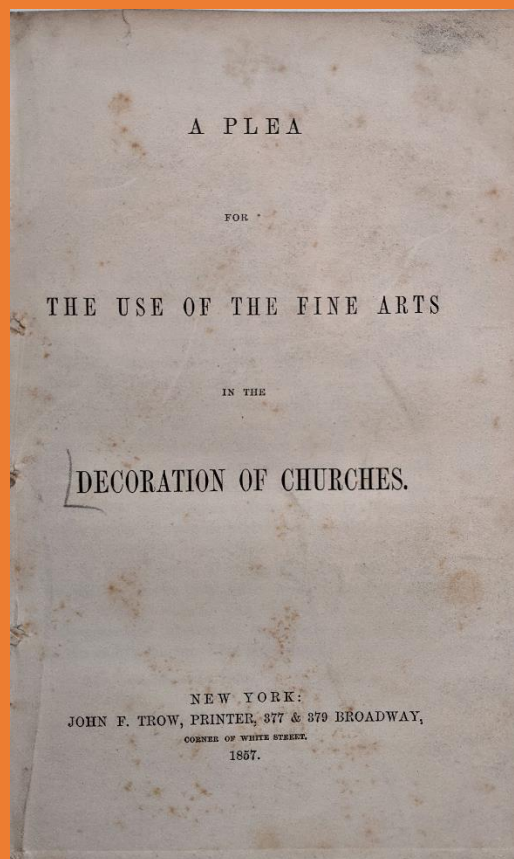 A PLEA
FOR
THE USE OF THE FINE ARTS
IN THE
DECORATION OF CHURCHES.
NEW YORK:
JOHN F. TROW, PRINTER, 377 & 379 BROADWAY,
CORNER OF WHITE STREET.
1857.